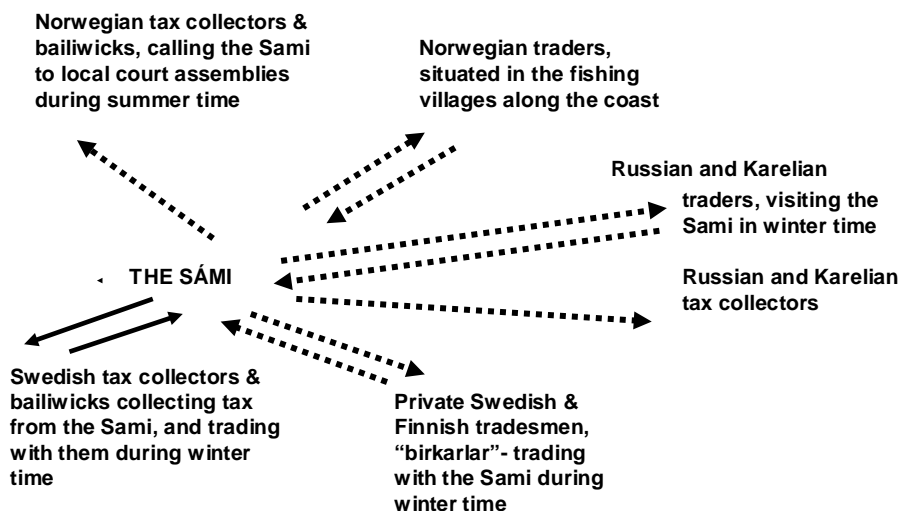 Norwegian tax collectors &
bailiwicks, calling the Sami
to local court assemblies
during summer time
Norwegian traders,
situated in the fishing
villages along the coast
Russian and Karelian
traders, visiting the
Sami in winter time
THE SÁMI
Russian and Karelian
tax collectors
Swedish tax collectors &
bailiwicks collecting tax
from the Sami, and trading
with them during winter
time
Private Swedish &
Finnish tradesmen,
“birkarlar”- trading
with the Sami during
winter time